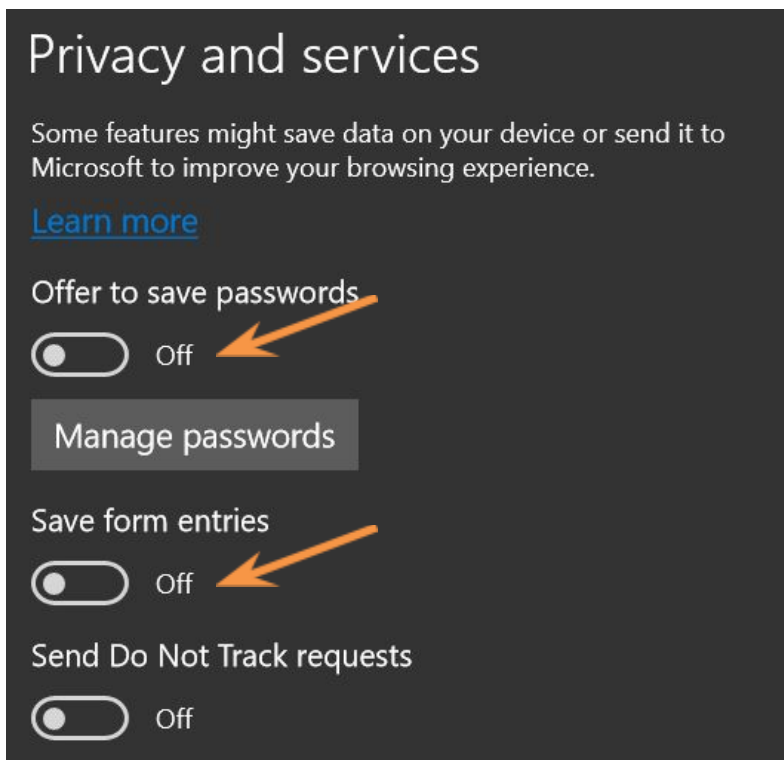 Privacy and services
Some features might save data on your device or send it to
Microsoft to improve your browsing experience.
Learn more
Offer to save passwords
Off
Manage passwords
Save form entries
Off
Send Do Not Track requests
Off